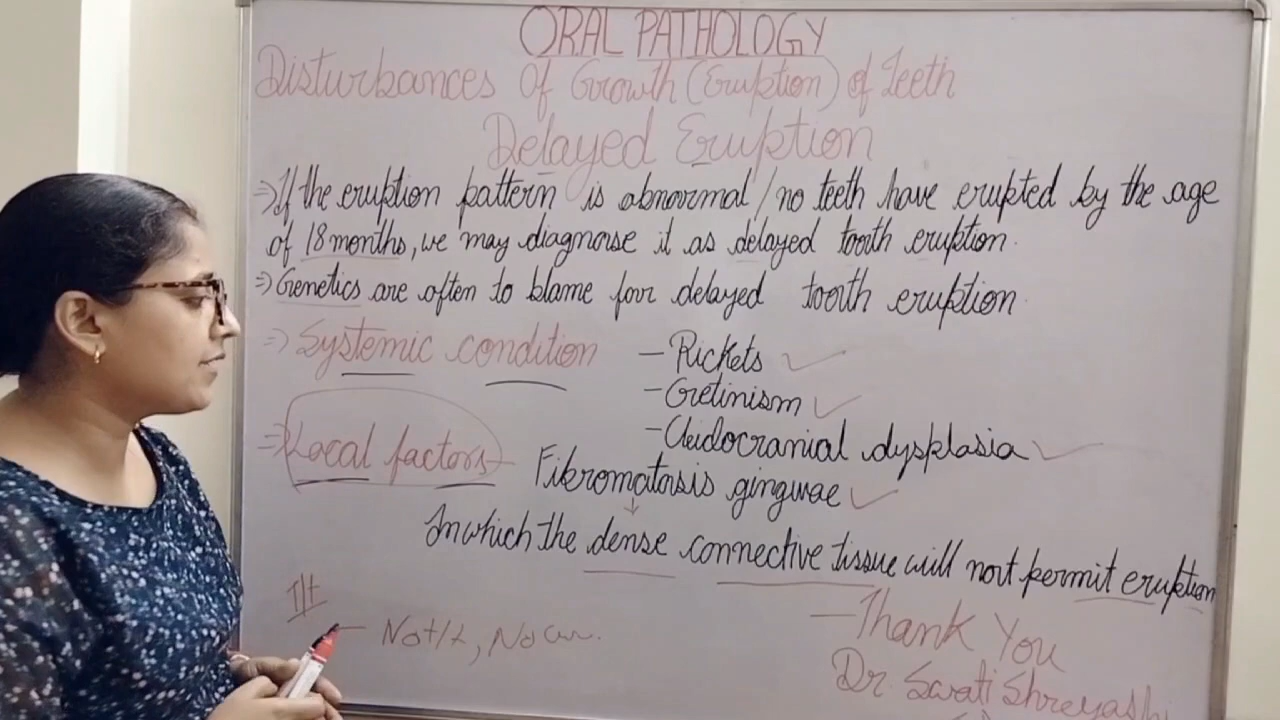 ORAL PATHOLOGY
Disturbances Of Growth (Eruption) of Teeth
Delayed Eruption
⇒ If the eruption pattern is abnormal / no teeth have erupted by the age
of 18 months, we may diagnose it as delayed tooth eruption.
⇒ Genetics are often to blame for delayed tooth eruption.
⇒ Systemic condition – Rickets ✓
– Cretinism ✓
– Cleidocranial dysplasia ✓
⇒ Local factors – Fibromatosis gingivae ✓
↓
In which the dense connective tissue will not permit eruption
– Thank You
Dr. Swati Shreyashi